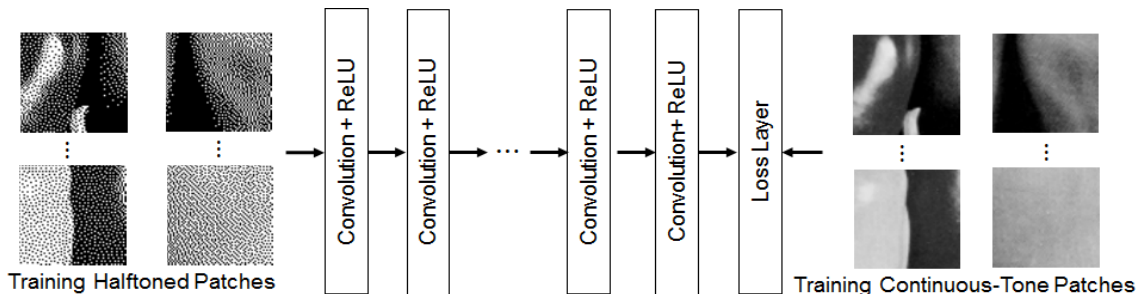 Convolution + ReLU
Convolution + ReLU
...
Convolution + ReLU
Convolution+ ReLU
Loss Layer
Training Halftoned Patches
Training Continuous-Tone Patches